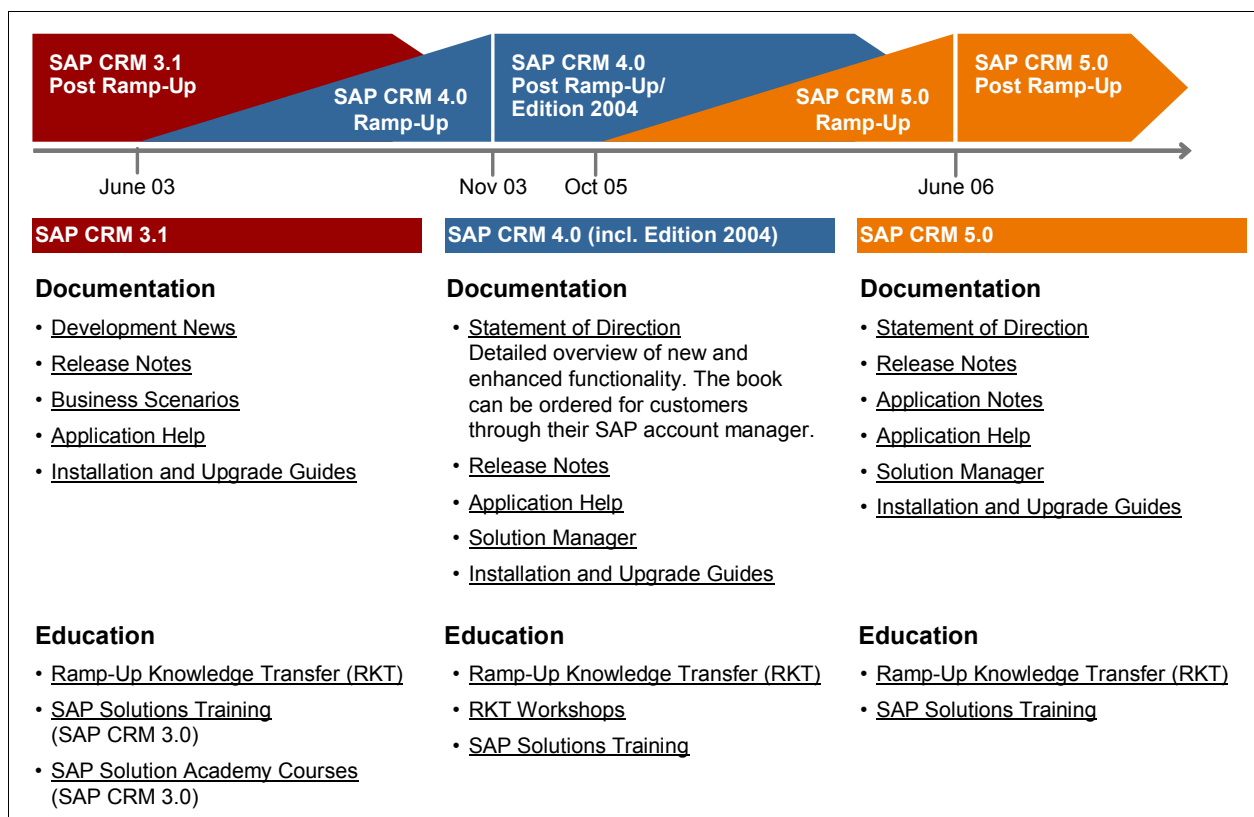 SAP CRM 3.1
Post Ramp-Up
SAP CRM 4.0
Ramp-Up
SAP CRM 4.0
Post Ramp-Up/
Edition 2004
SAP CRM 5.0
Ramp-Up
SAP CRM 5.0
Post Ramp-Up
June 03
Nov 03
Oct 05
June 06
SAP CRM 3.1
Documentation
• Development News
• Release Notes
• Business Scenarios
• Application Help
• Installation and Upgrade Guides
Education
• Ramp-Up Knowledge Transfer (RKT)
• SAP Solutions Training
(SAP CRM 3.0)
• SAP Solution Academy Courses
(SAP CRM 3.0)
SAP CRM 4.0 (incl. Edition 2004)
Documentation
• Statement of Direction
Detailed overview of new and
enhanced functionality. The book
can be ordered for customers
through their SAP account manager.
• Release Notes
• Application Help
• Solution Manager
• Installation and Upgrade Guides
Education
• Ramp-Up Knowledge Transfer (RKT)
• RKT Workshops
• SAP Solutions Training
SAP CRM 5.0
Documentation
• Statement of Direction
• Release Notes
• Application Notes
• Application Help
• Solution Manager
• Installation and Upgrade Guides
Education
• Ramp-Up Knowledge Transfer (RKT)
• SAP Solutions Training